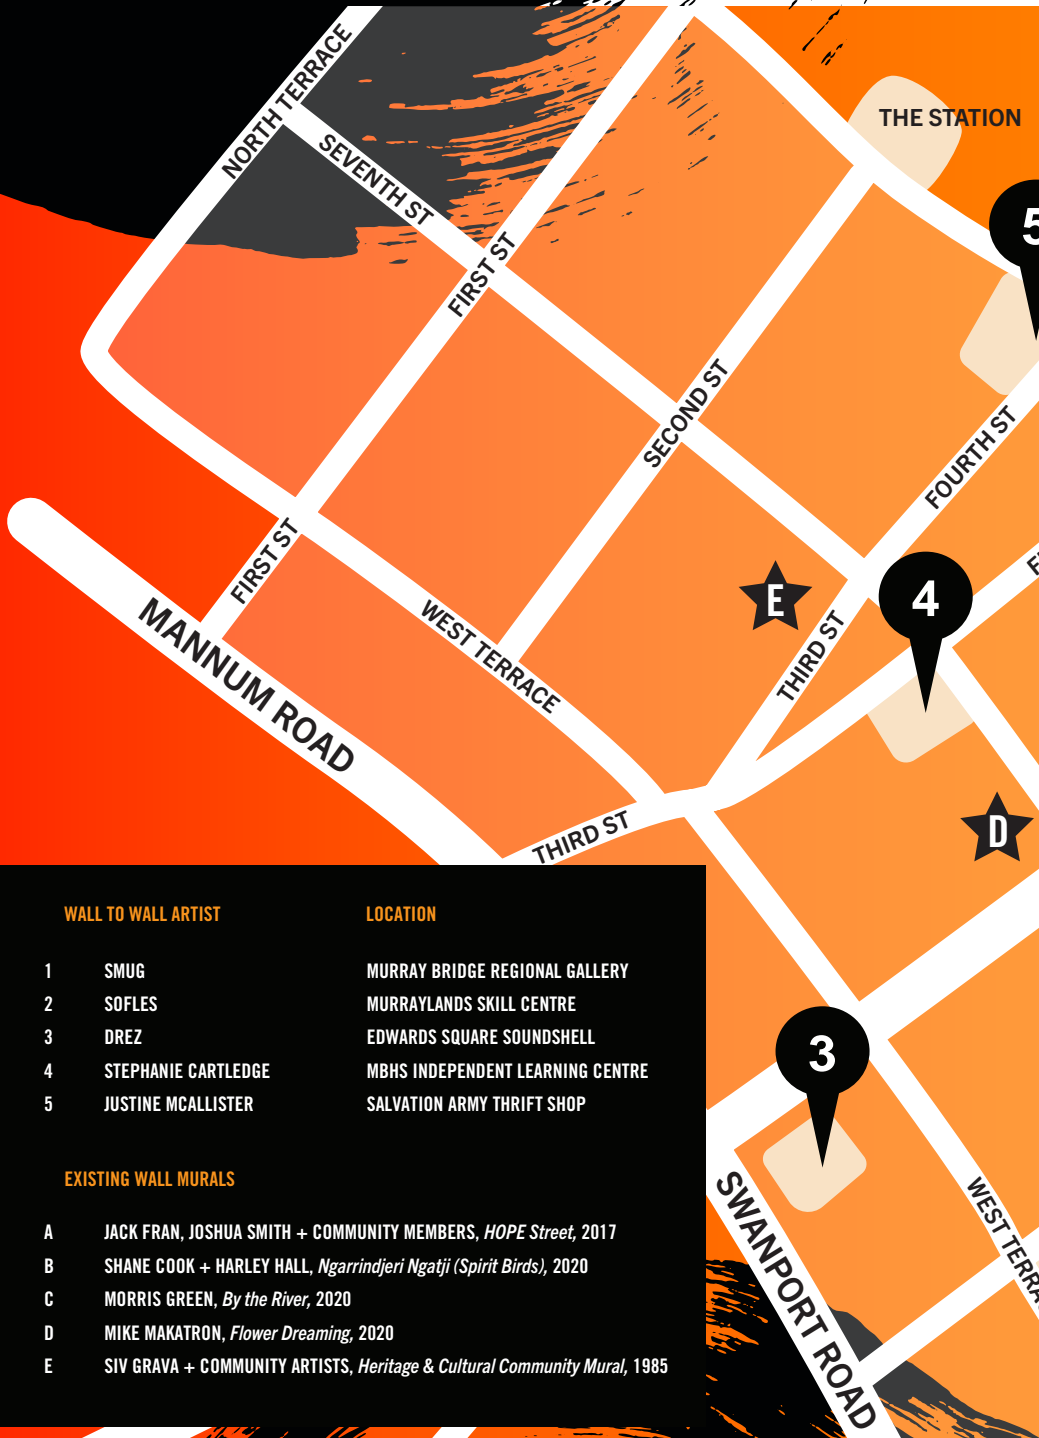 NORTH TERRACE
SEVENTH ST
THE STATION
5
FIRST ST
SECOND ST
FOURTH ST
FIRST ST
E
4
MANNUM ROAD
WEST TERRACE
THIRD ST
D
THIRD ST
WALL TO WALL ARTIST LOCATION
1 SMUG MURRAY BRIDGE REGIONAL GALLERY
2 SOFLES MURRAYLANDS SKILL CENTRE
3 DREZ EDWARDS SQUARE SOUNDSHELL
4 STEPHANIE CARTLEDGE MBHS INDEPENDENT LEARNING CENTRE
5 JUSTINE MCALLISTER SALVATION ARMY THRIFT SHOP
3
EXISTING WALL MURALS
A JACK FRAN, JOSHUA SMITH + COMMUNITY MEMBERS, HOPE Street, 2017
B SHANE COOK + HARLEY HALL, Ngarrindjeri Ngatji (Spirit Birds), 2020
C MORRIS GREEN, By the River, 2020
D MIKE MAKATRON, Flower Dreaming, 2020
E SIV GRAVA + COMMUNITY ARTISTS, Heritage & Cultural Community Mural, 1985
SWANPORT ROAD
WEST TERRA